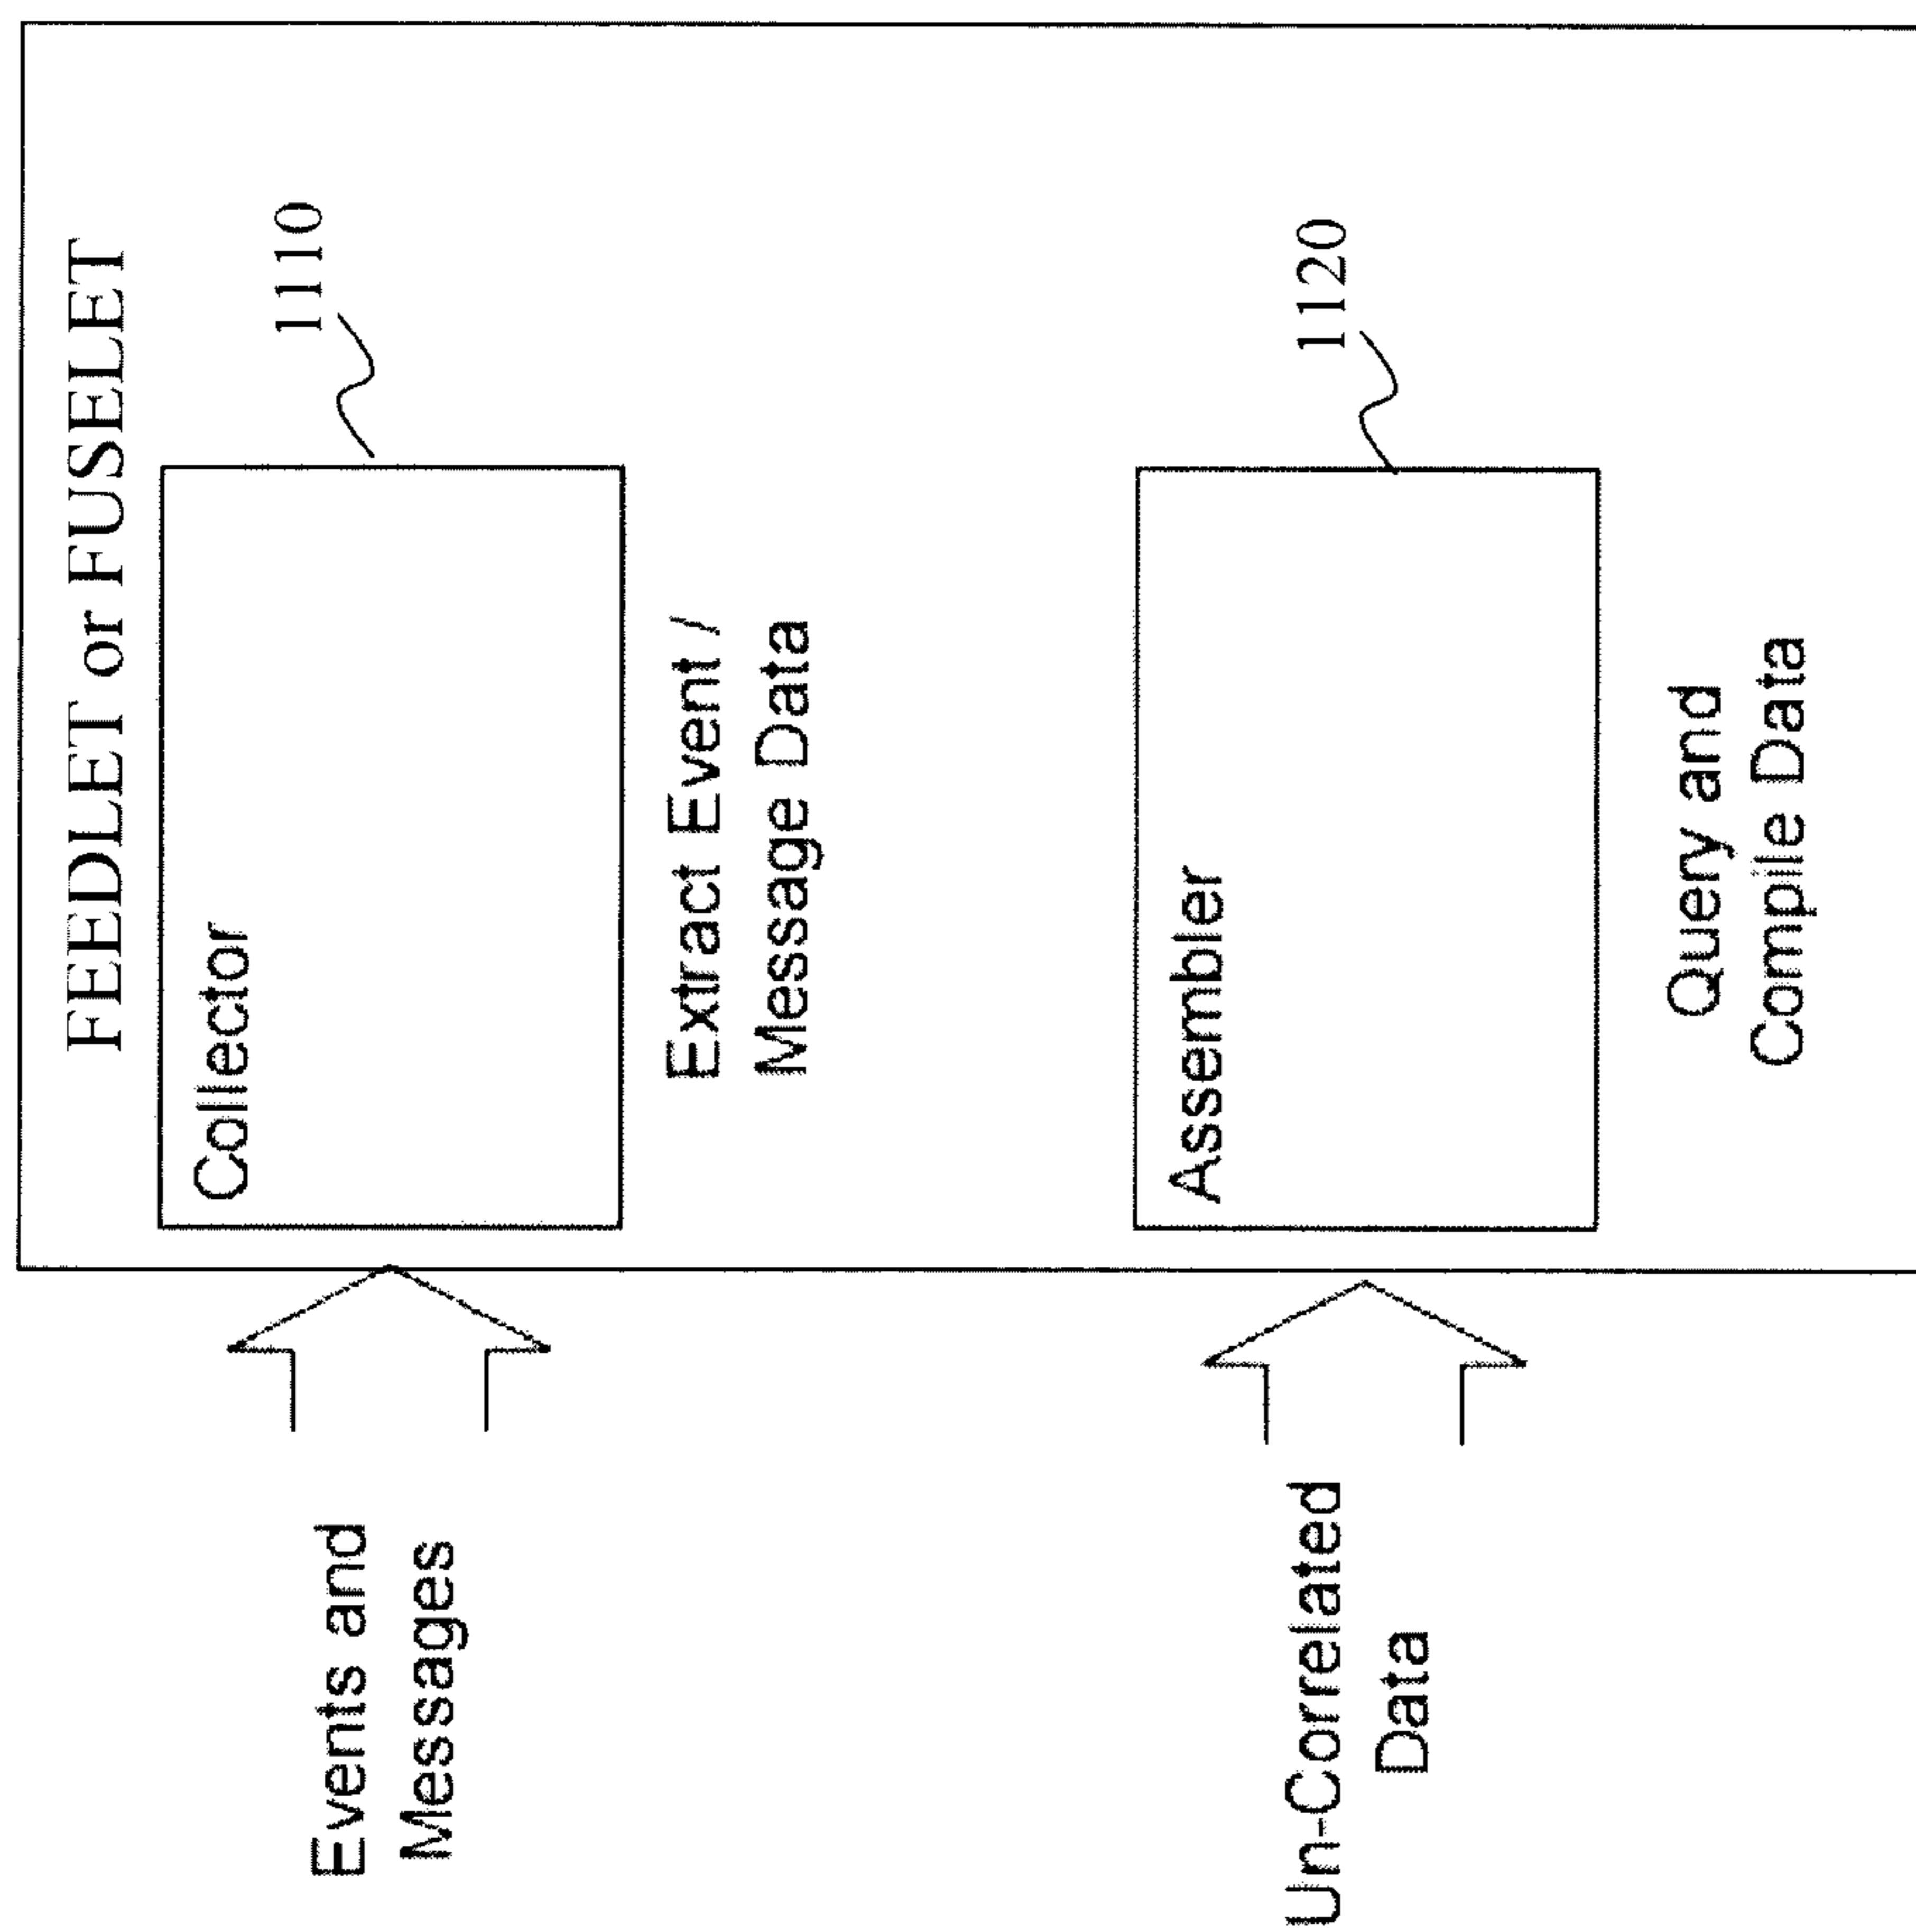 FEEDLET or FUSELET
Collector
1110
Extract Event /
Message Data
Events and
Messages
Assembler
1120
Query and
Compile Data
Un-Correlated
Data